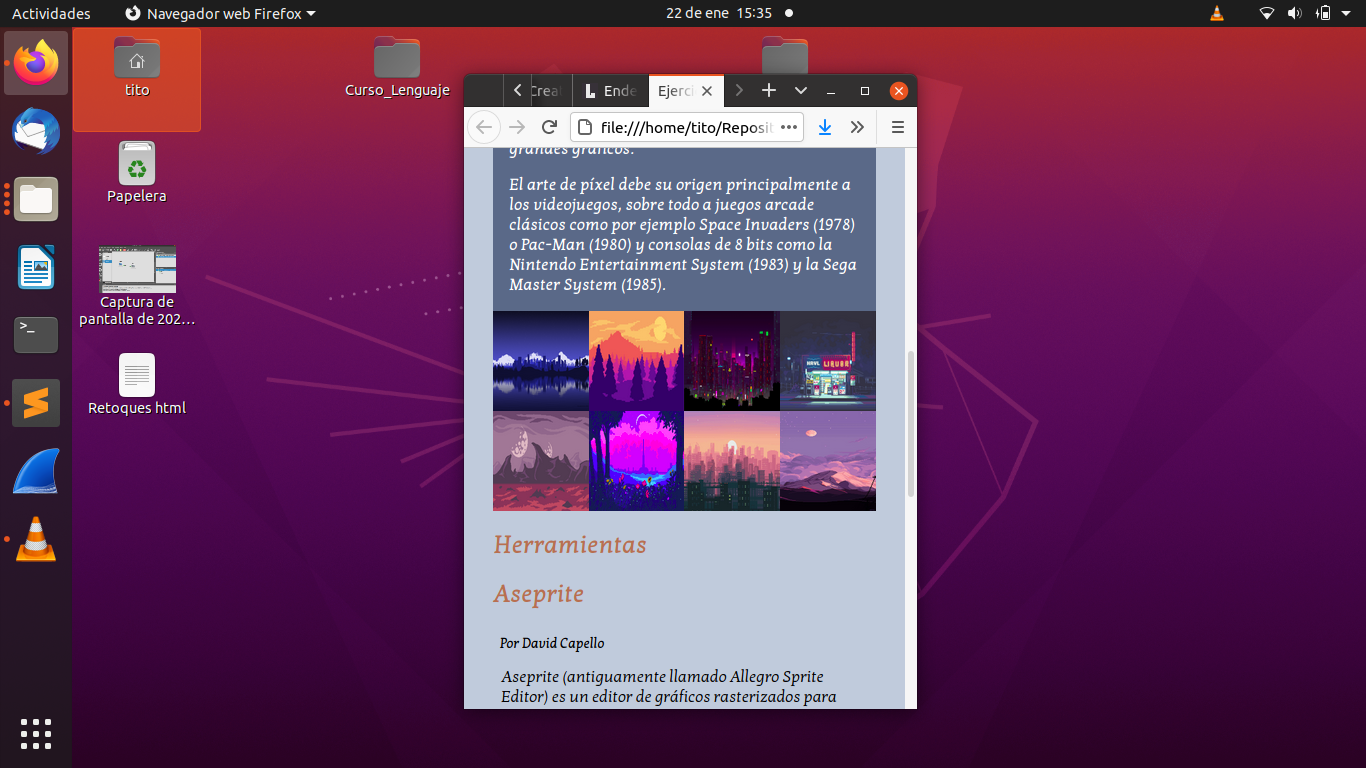 Actividades
Navegador web Firefox
22 de ene 15:35
tito
Curso_Lenguaje
Papelera
Captura de
pantalla de 202…
Retoques html
Crea
Ende
Ejerci
file:///home/tito/Reposit
grandes gráficos.
El arte de píxel debe su origen principalmente a
los videojuegos, sobre todo a juegos arcade
clásicos como por ejemplo Space Invaders (1978)
o Pac-Man (1980) y consolas de 8 bits como la
Nintendo Entertainment System (1983) y la Sega
Master System (1985).
LIQUOR
Herramientas
Aseprite
Por David Capello
Aseprite (antiguamente llamado Allegro Sprite
Editor) es un editor de gráficos rasterizados para